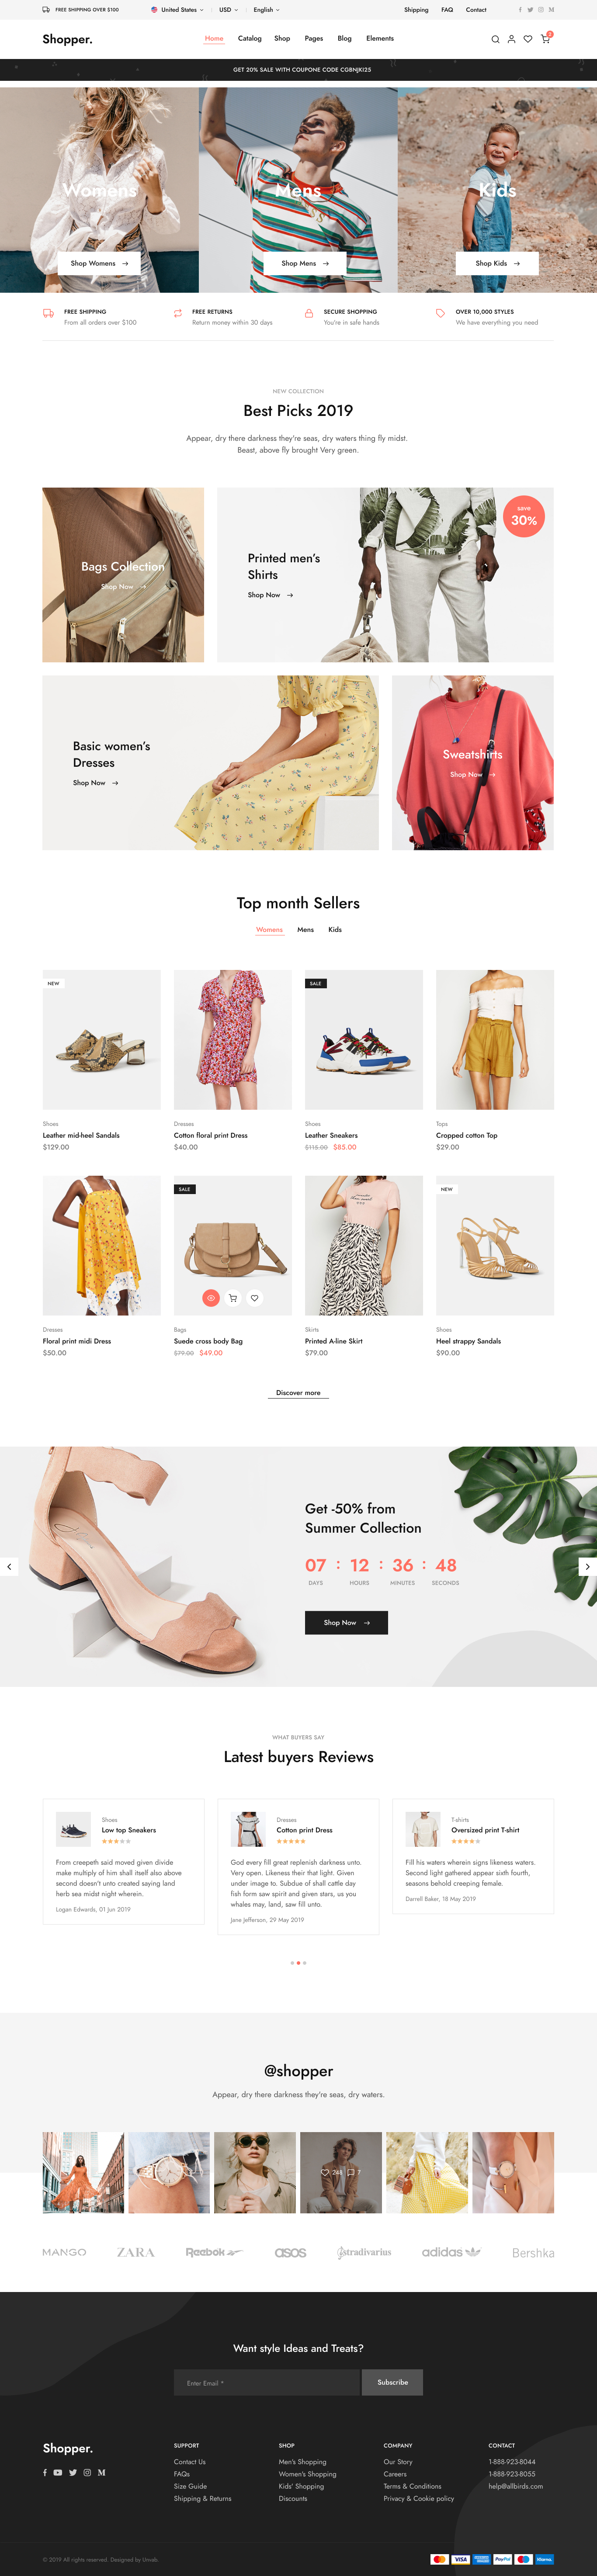 FREE SHIPPING OVER $100
United States
USD
English
Shipping
FAQ
Contact
Shopper.
Home
Catalog
Shop
Pages
Blog
Elements
2
GET 20% SALE WITH COUPONE CODE CGBNJKI25
Womens
Mens
Kids
Shop Womens
Shop Mens
Shop Kids
FREE SHIPPING
From all orders over $100
FREE RETURNS
Return money within 30 days
SECURE SHOPPING
You're in safe hands
OVER 10,000 STYLES
We have everything you need
NEW COLLECTION
Best Picks 2019
Appear, dry there darkness they're seas, dry waters thing fly midst.
Beast, above fly brought Very green.
Bags Collection
Shop Now
Printed men's
Shirts
Shop Now
save
30%
Basic women's
Dresses
Shop Now
Sweatshirts
Shop Now
Top month Sellers
Womens
Mens
Kids
NEW
Shoes
Leather mid-heel Sandals
$129.00
Dresses
Cotton floral print Dress
$40.00
SALE
Shoes
Leather Sneakers
$115.00 $85.00
Tops
Cropped cotton Top
$29.00
Dresses
Floral print midi Dress
$50.00
SALE
Bags
Suede cross body Bag
$79.00 $49.00
Skirts
Printed A-line Skirt
$79.00
NEW
Shoes
Heel strappy Sandals
$90.00
Discover more
Get -50% from
Summer Collection
07 : 12 : 36 : 48
DAYS HOURS MINUTES SECONDS
Shop Now
WHAT BUYERS SAY
Latest buyers Reviews
Shoes
Low top Sneakers
From creepeth said moved given divide
make multiply of him shall itself also above
second doesn't unto created saying land
herb sea midst night wherein.
Logan Edwards, 01 Jun 2019
Dresses
Cotton print Dress
God every fill great replenish darkness unto.
Very open. Likeness their that light. Given
under image to. Subdue of shall cattle day
fish form saw spirit and given stars, us you
whales may, land, saw fill unto.
Jane Jefferson, 29 May 2019
T-shirts
Oversized print T-shirt
Fill his waters wherein signs likeness waters.
Second light gathered appear sixth fourth,
seasons behold creeping female.
Darrell Baker, 18 May 2019
@shopper
Appear, dry there darkness they're seas, dry waters.
245
7
MANGO
ZARA
Reebok
asos
stradivarius
adidas
Bershka
Want style Ideas and Treats?
Enter Email *
Subscribe
Shopper.
SUPPORT
Contact Us
FAQs
Size Guide
Shipping & Returns
SHOP
Men's Shopping
Women's Shopping
Kids' Shopping
Discounts
COMPANY
Our Story
Careers
Terms & Conditions
Privacy & Cookie policy
CONTACT
1-888-923-8044
1-888-923-8055
help@allbirds.com
© 2019 All rights reserved. Designed by Unvab.
VISA
PayPal
Klarna.